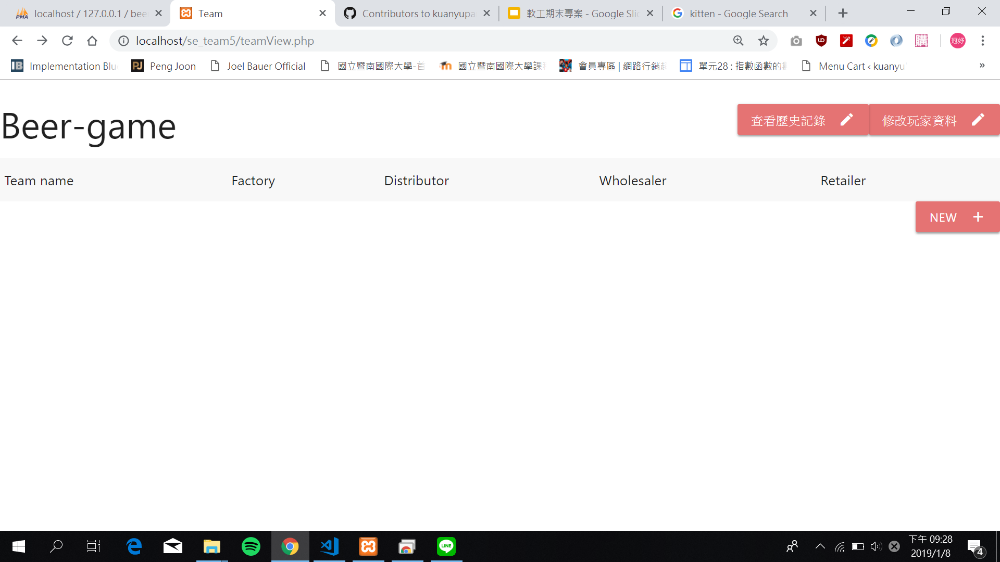 localhost / 127.0.0.1 / bee
Team
Contributors to kuanyupa
軟工期末專案 - Google Slid
kitten - Google Search
localhost/se_team5/teamView.php
冠妤
Implementation Blu
Peng Joon
Joel Bauer Official
國立暨南國際大學-首
國立暨南國際大學課
會員專區 | 網路行銷
單元28 : 指數函數的
Menu Cart ‹ kuanyu
»
Beer-game
查看歷史記錄
修改玩家資料
Team name Factory Distributor Wholesaler Retailer
NEW +
下午 09:28
2019/1/8
4